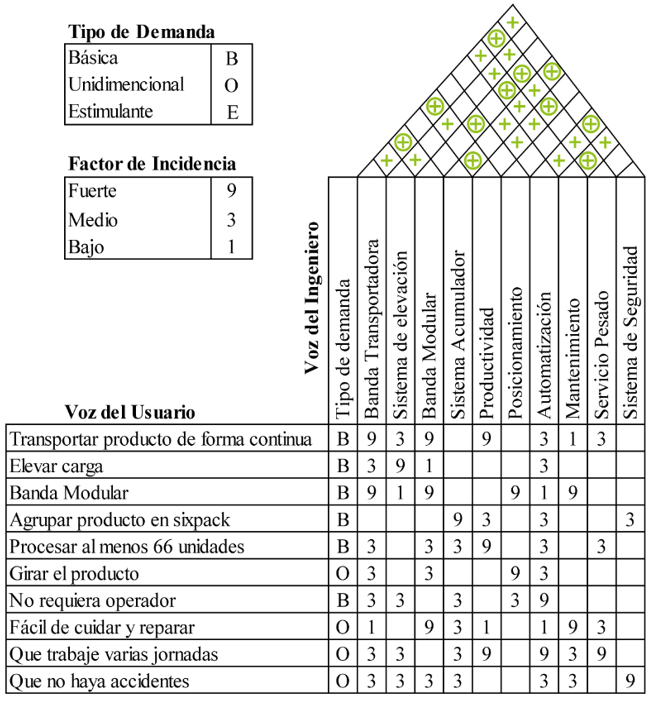 Tipo de Demanda
Básica B
Unidimencional O
Estimulante E
Factor de Incidencia
Fuerte 9
Medio 3
Bajo 1
Voz del Ingeniero
Tipo de demanda
Banda Transportadora
Sistema de elevación
Banda Modular
Sistema Acumulador
Productividad
Posicionamiento
Automatización
Mantenimiento
Servicio Pesado
Sistema de Seguridad
Voz del Usuario
Transportar producto de forma continua B 9 3 9 9 3 1 3
Elevar carga B 3 9 1 3
Banda Modular B 9 1 9 9 1 9
Agrupar producto en sixpack B 9 3 3 3
Procesar al menos 66 unidades B 3 3 3 9 3 3
Girar el producto O 3 3 9 3
No requiera operador B 3 3 3 3 9
Fácil de cuidar y reparar O 1 9 3 1 1 9 3
Que trabaje varias jornadas O 3 3 3 9 9 3 9
Que no haya accidentes O 3 3 3 3 3 3 9